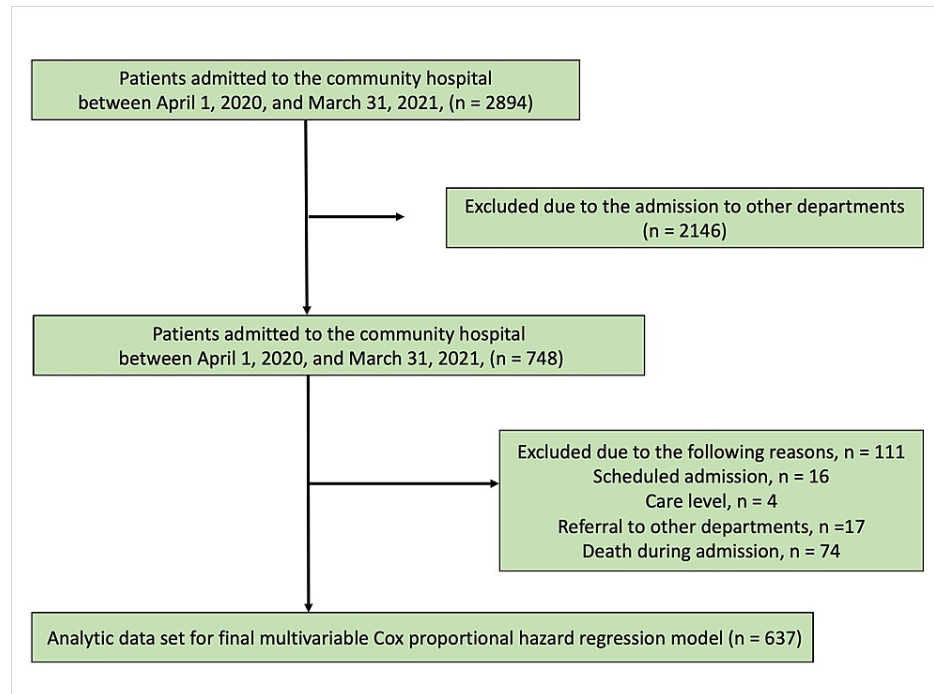 Patients admitted to the community hospital
between April 1, 2020, and March 31, 2021, (n = 2894)
Excluded due to the admission to other departments
(n = 2146)
Patients admitted to the community hospital
between April 1, 2020, and March 31, 2021, (n = 748)
Excluded due to the following reasons, n = 111
Scheduled admission, n = 16
Care level, n = 4
Referral to other departments, n =17
Death during admission, n = 74
Analytic data set for final multivariable Cox proportional hazard regression model (n = 637)